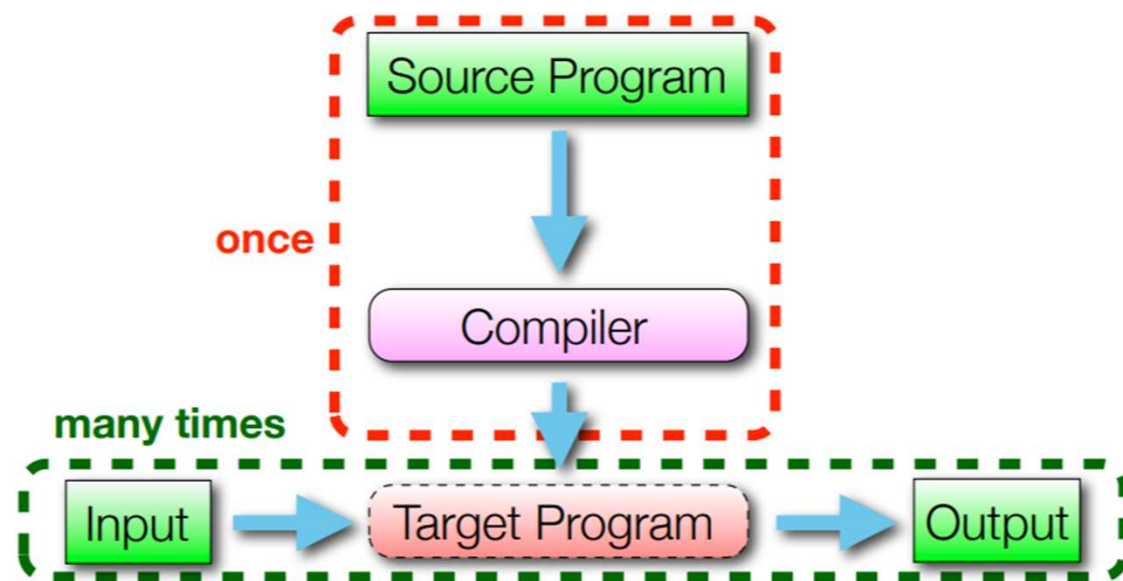 Source Program
once
Compiler
many times
Input
Target Program
Output